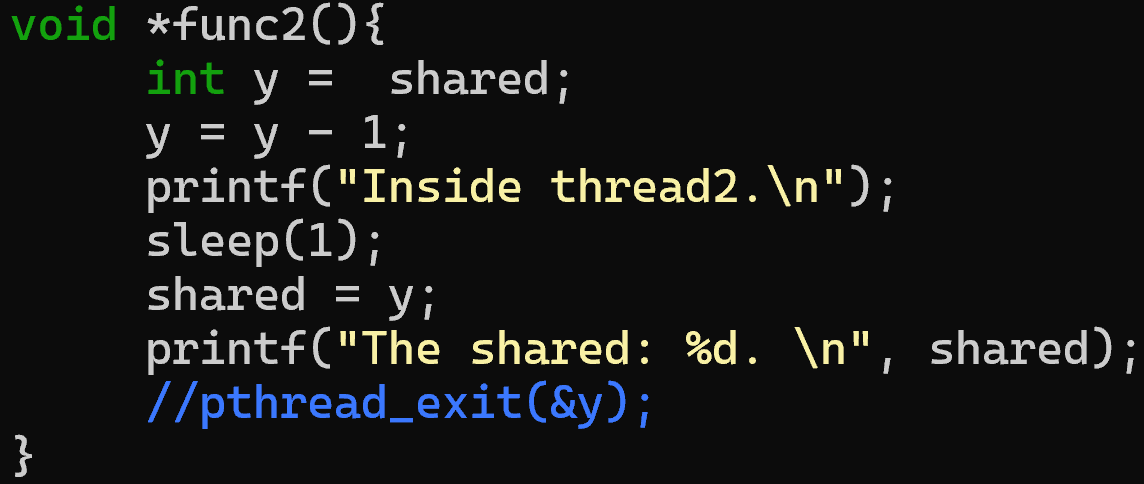 void *func2(){
int y =  shared;
y = y - 1;
printf("Inside thread2.\n");
sleep(1);
shared = y;
printf("The shared: %d. \n", shared);
//pthread_exit(&y);
}